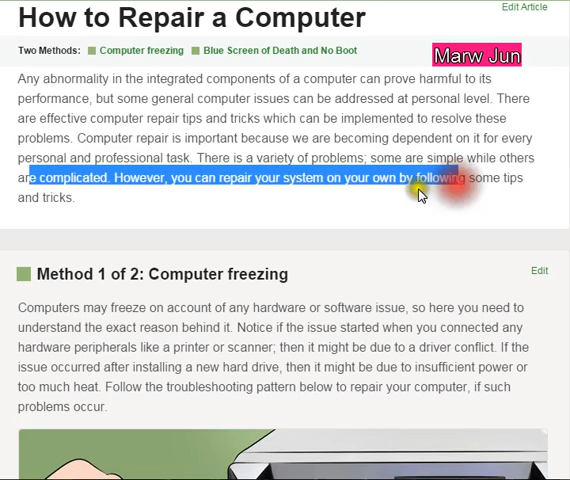 How to Repair a Computer
Edit Article
Two Methods: Computer freezing Blue Screen of Death and No Boot
Marw Jun
Any abnormality in the integrated components of a computer can prove harmful to its
performance, but some general computer issues can be addressed at personal level. There
are effective computer repair tips and tricks which can be implemented to resolve these
problems. Computer repair is important because we are becoming dependent on it for every
personal and professional task. There is a variety of problems; some are simple while others
are complicated. However, you can repair your system on your own by following some tips
and tricks.
Method 1 of 2: Computer freezing
Edit
Computers may freeze on account of any hardware or software issue, so here you need to
understand the exact reason behind it. Notice if the issue started when you connected any
hardware peripherals like a printer or scanner; then it might be due to a driver conflict. If the
issue occurred after installing a new hard drive, then it might be due to insufficient power or
too much heat. Follow the troubleshooting pattern below to repair your computer, if such
problems occur.